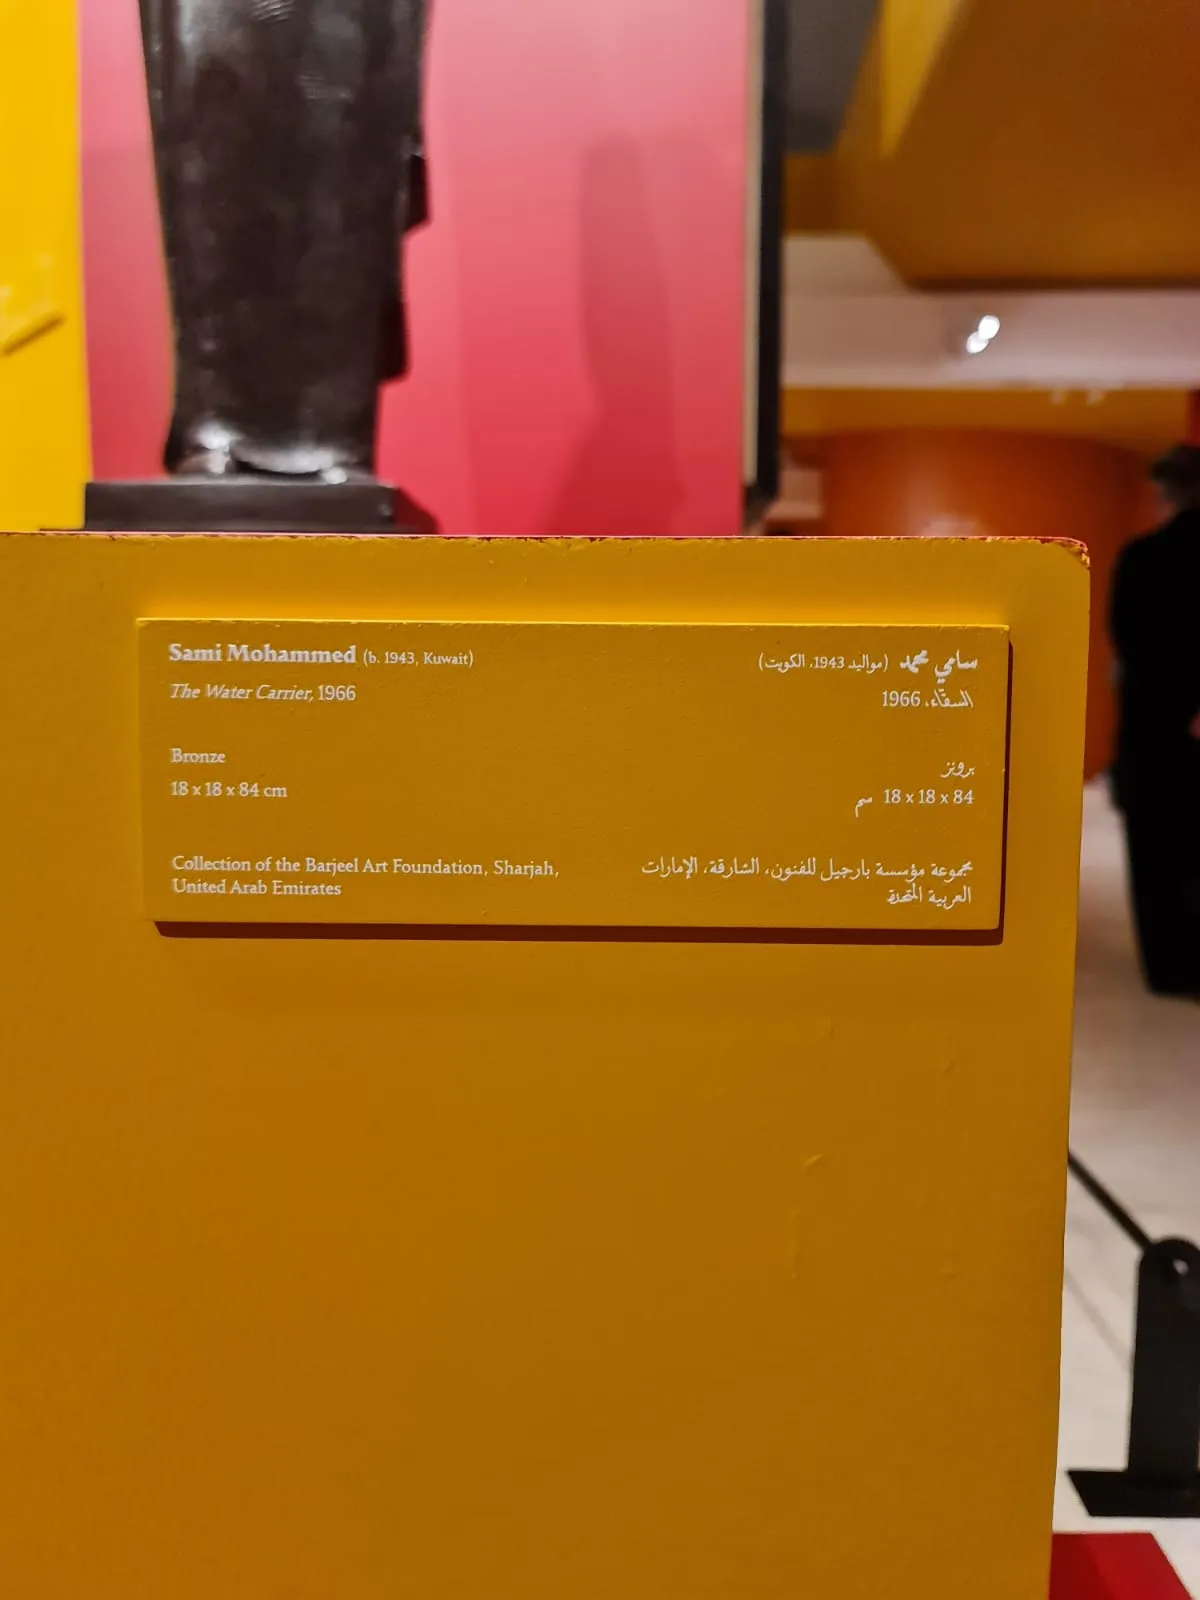 Sami Mohammed (b. 1943, Kuwait)
The Water Carrier, 1966
Bronze
18 x 18 x 84 cm
Collection of the Barjeel Art Foundation, Sharjah,
United Arab Emirates
سامي محمد (مواليد 1943، الكويت)
السقّاء، 1966
برونز
18 x 18 x 84 سم
مجموعة مؤسسة بارجيل للفنون، الشارقة، الإمارات
العربية المتحدة